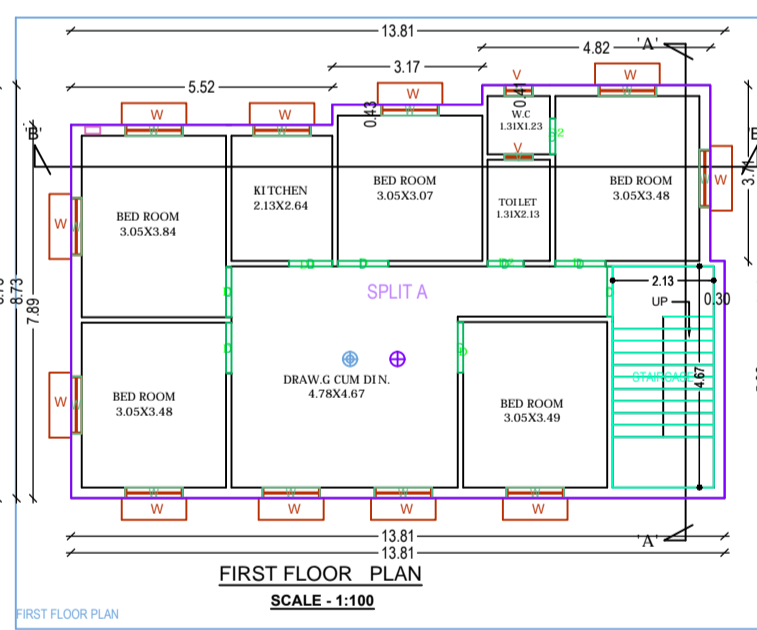 13.81
'A'
4.82
3.17
5.52
W
W
W
W
V
0.41
0.43
'B'
W.C
1.31X1.23
V
D2
KITCHEN
2.13X2.64
BED ROOM
3.05X3.07
BED ROOM
3.05X3.48
TOILET
1.31X2.13
BED ROOM
3.05X3.84
W
W
3.71
8.73
7.89
D
D
D
D
D
SPLIT A
2.13
UP
0.30
D
D
STAIRCASE
4.67
DRAW.G CUM DIN.
4.78X4.67
BED ROOM
3.05X3.48
BED ROOM
3.05X3.49
W
W
W
W
W
'A'
13.81
13.81
FIRST FLOOR PLAN
SCALE - 1:100
FIRST FLOOR PLAN